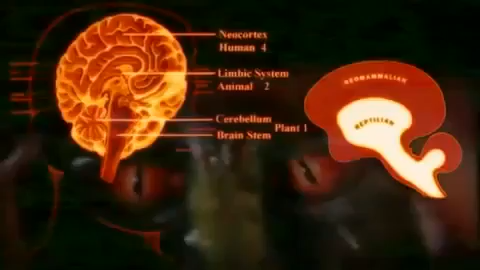 Neocortex
Human 4
Limbic System
Animal 2
Cerebellum
Brain Stem
Plant 1
NEOMAMMALIAN
REPTILIAN